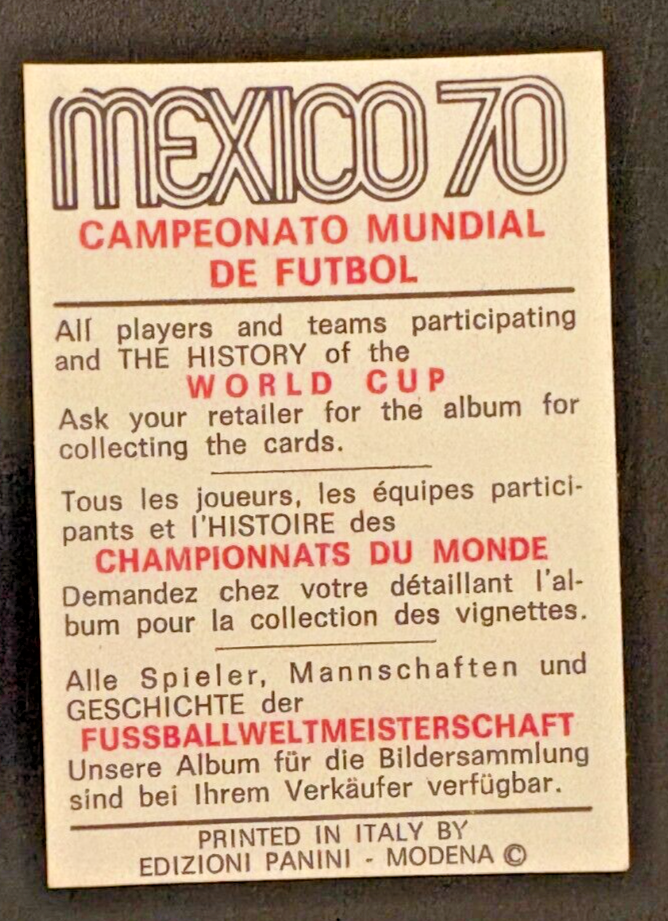 MEXICO 70
CAMPEONATO MUNDIAL
DE FUTBOL
All players and teams participating
and THE HISTORY of the
WORLD CUP
Ask your retailer for the album for
collecting the cards.
Tous les joueurs, les équipes partici-
pants et l'HISTOIRE des
CHAMPIONNATS DU MONDE
Demandez chez votre détaillant l'al-
bum pour la collection des vignettes.
Alle Spieler, Mannschaften und
GESCHICHTE der
FUSSBALLWELTMEISTERSCHAFT
Unsere Album für die Bildersammlung
sind bei Ihrem Verkäufer verfügbar.
PRINTED IN ITALY BY
EDIZIONI PANINI - MODENA ©